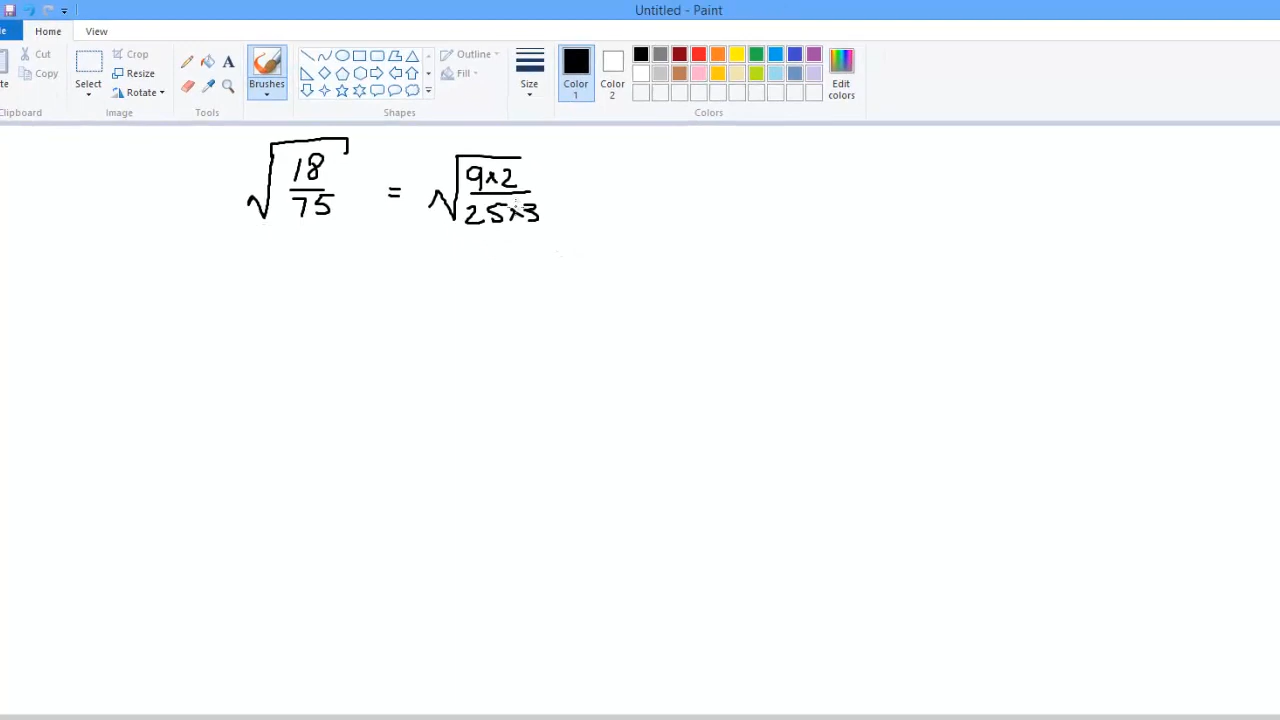 Untitled - Paint
Home View
Cut
Copy
Select
Crop
Resize
Rotate
A
Brushes
Outline
Fill
Size
Color 1
Color 2
Edit colors
Clipboard
Image
Tools
Shapes
Colors
√18/75 = √9×2/25×3